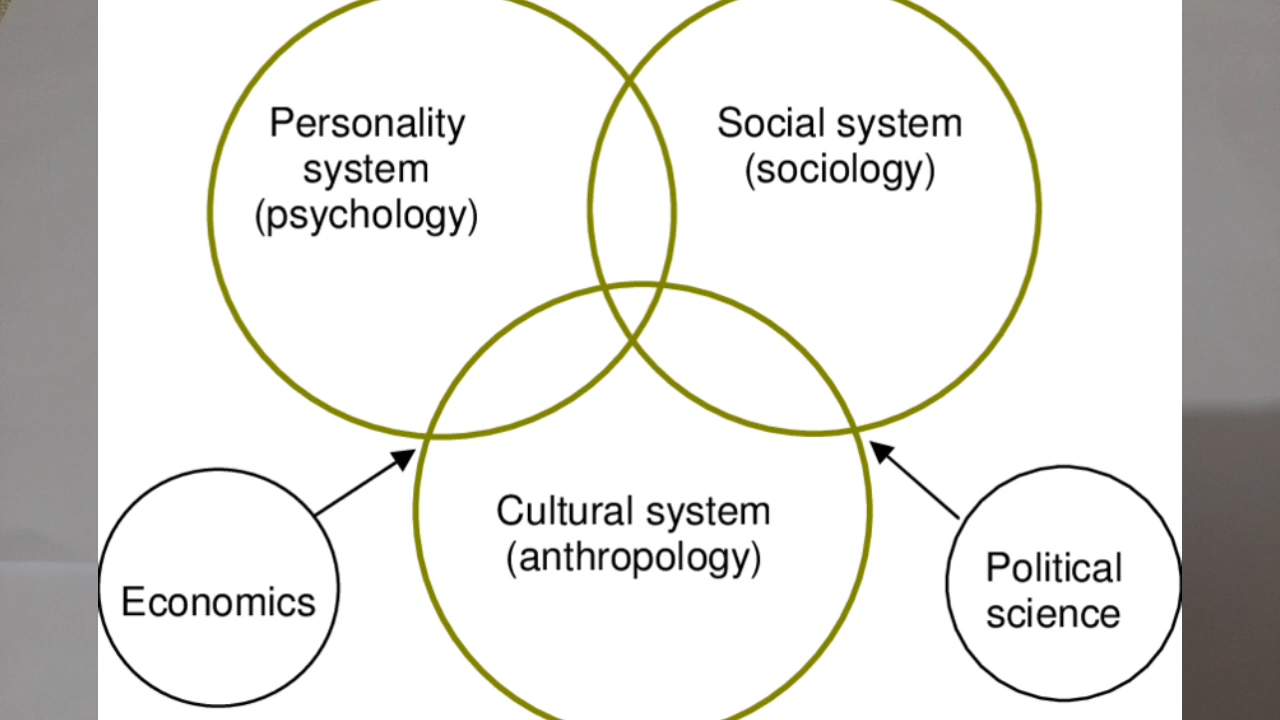 Personality
system
(psychology)
Social system
(sociology)
Cultural system
(anthropology)
Economics
Political
science